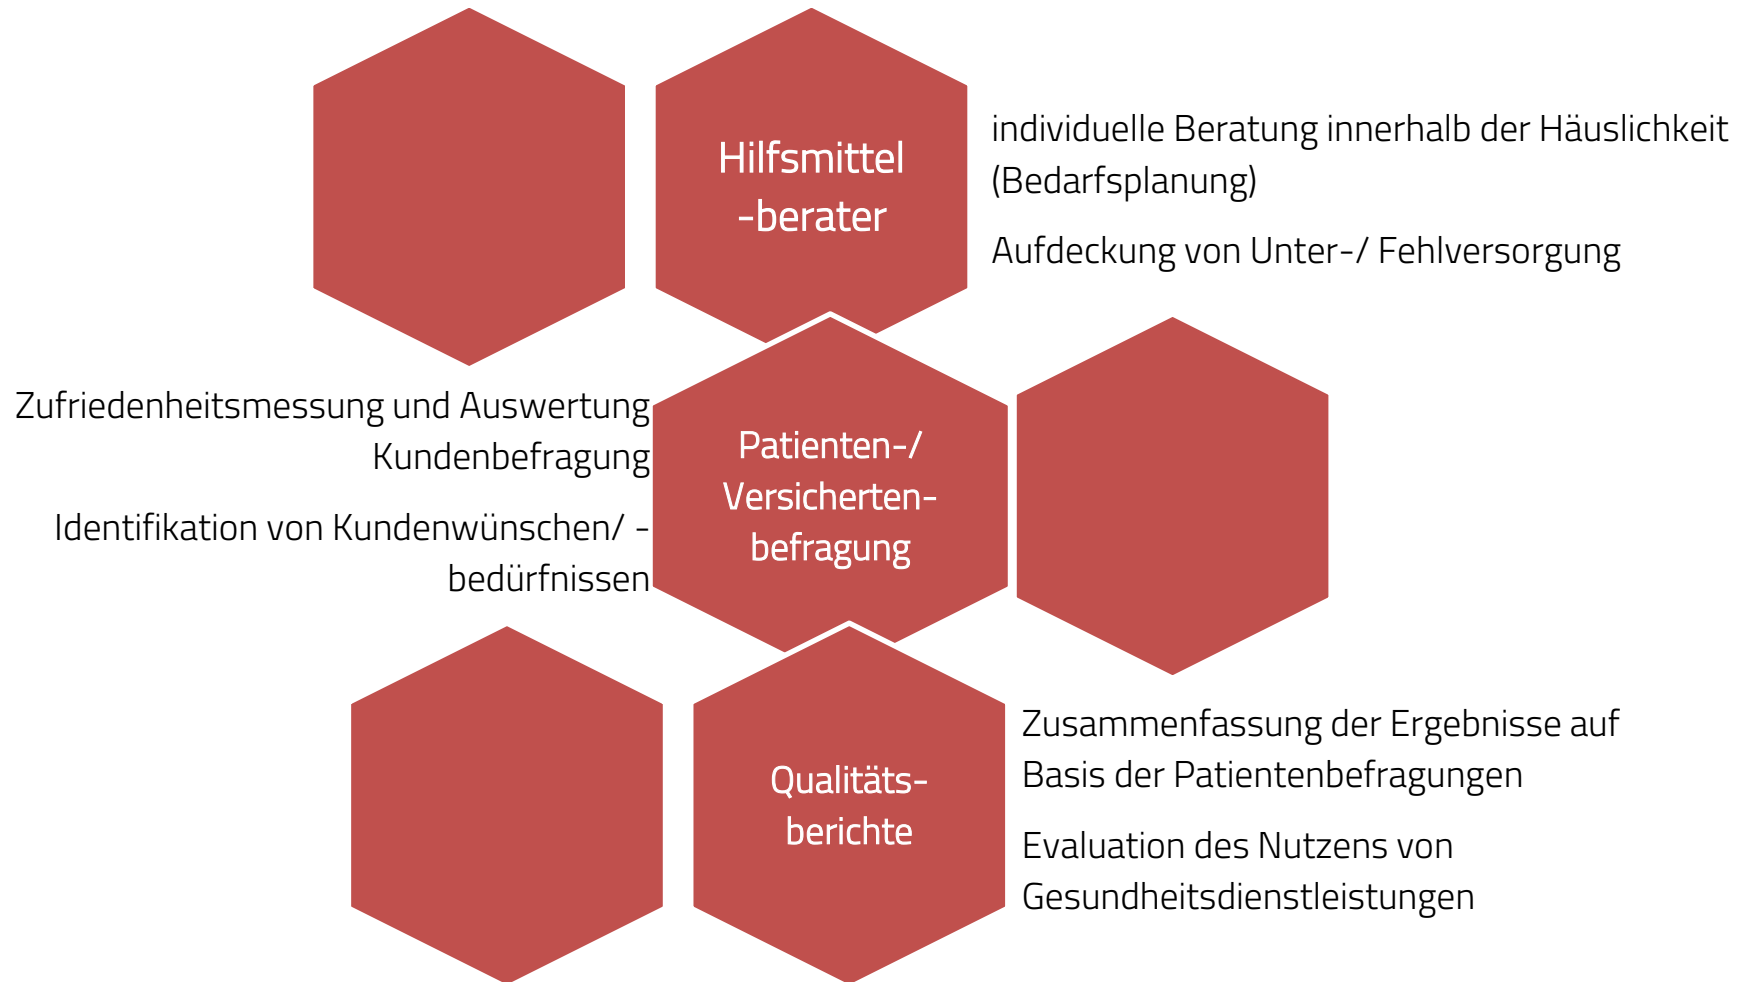 Hilfsmittel
-berater
individuelle Beratung innerhalb der Häuslichkeit
(Bedarfsplanung)
Aufdeckung von Unter-/ Fehlversorgung
Zufriedenheitsmessung und Auswertung
Kundenbefragung
Identifikation von Kundenwünschen/ -
bedürfnissen
Patienten-/
Versicherten-
befragung
Qualitäts-
berichte
Zusammenfassung der Ergebnisse auf
Basis der Patientenbefragungen
Evaluation des Nutzens von
Gesundheitsdienstleistungen